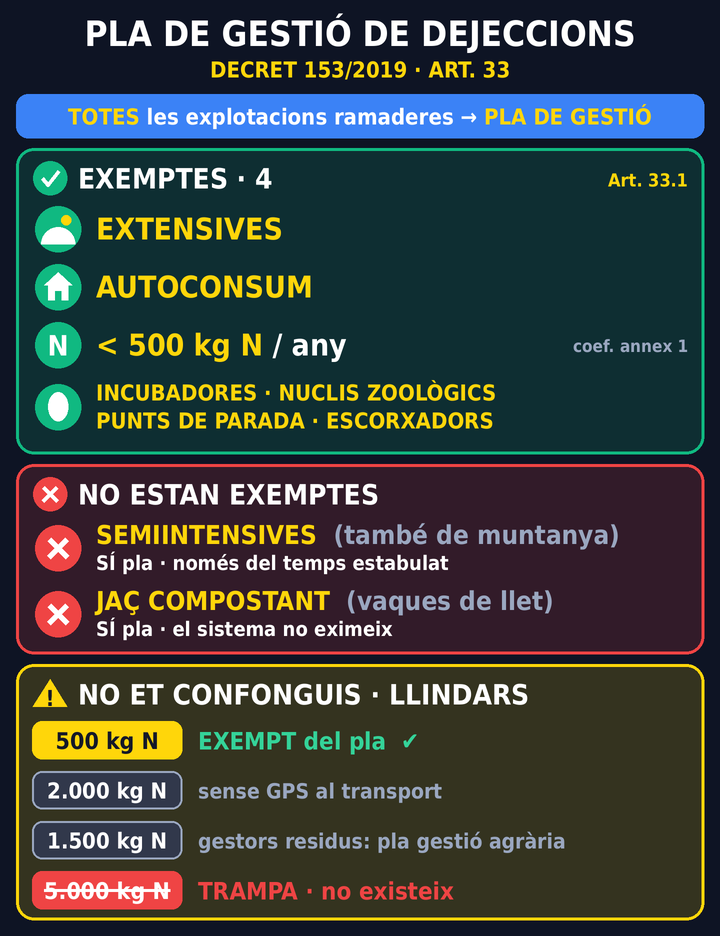 PLA DE GESTIÓ DE DEJECCIONS
DECRET 153/2019 · ART. 33
TOTES les explotacions ramaderes → PLA DE GESTIÓ
EXEMPTES · 4
Art. 33.1
EXTENSIVES
AUTOCONSUM
N
< 500 kg N / any
coef. annex 1
INCUBADORES · NUCLIS ZOOLÒGICS
PUNTS DE PARADA · ESCORXADORS
NO ESTAN EXEMPTES
SEMIINTENSIVES (també de muntanya)
SÍ pla · només del temps estabulat
JAÇ COMPOSTANT (vaques de llet)
SÍ pla · el sistema no eximeix
NO ET CONFONGUIS · LLINDARS
500 kg N EXEMPT del pla ✔
2.000 kg N sense GPS al transport
1.500 kg N gestors residus: pla gestió agrària
5.000 kg N TRAMPA · no existeix